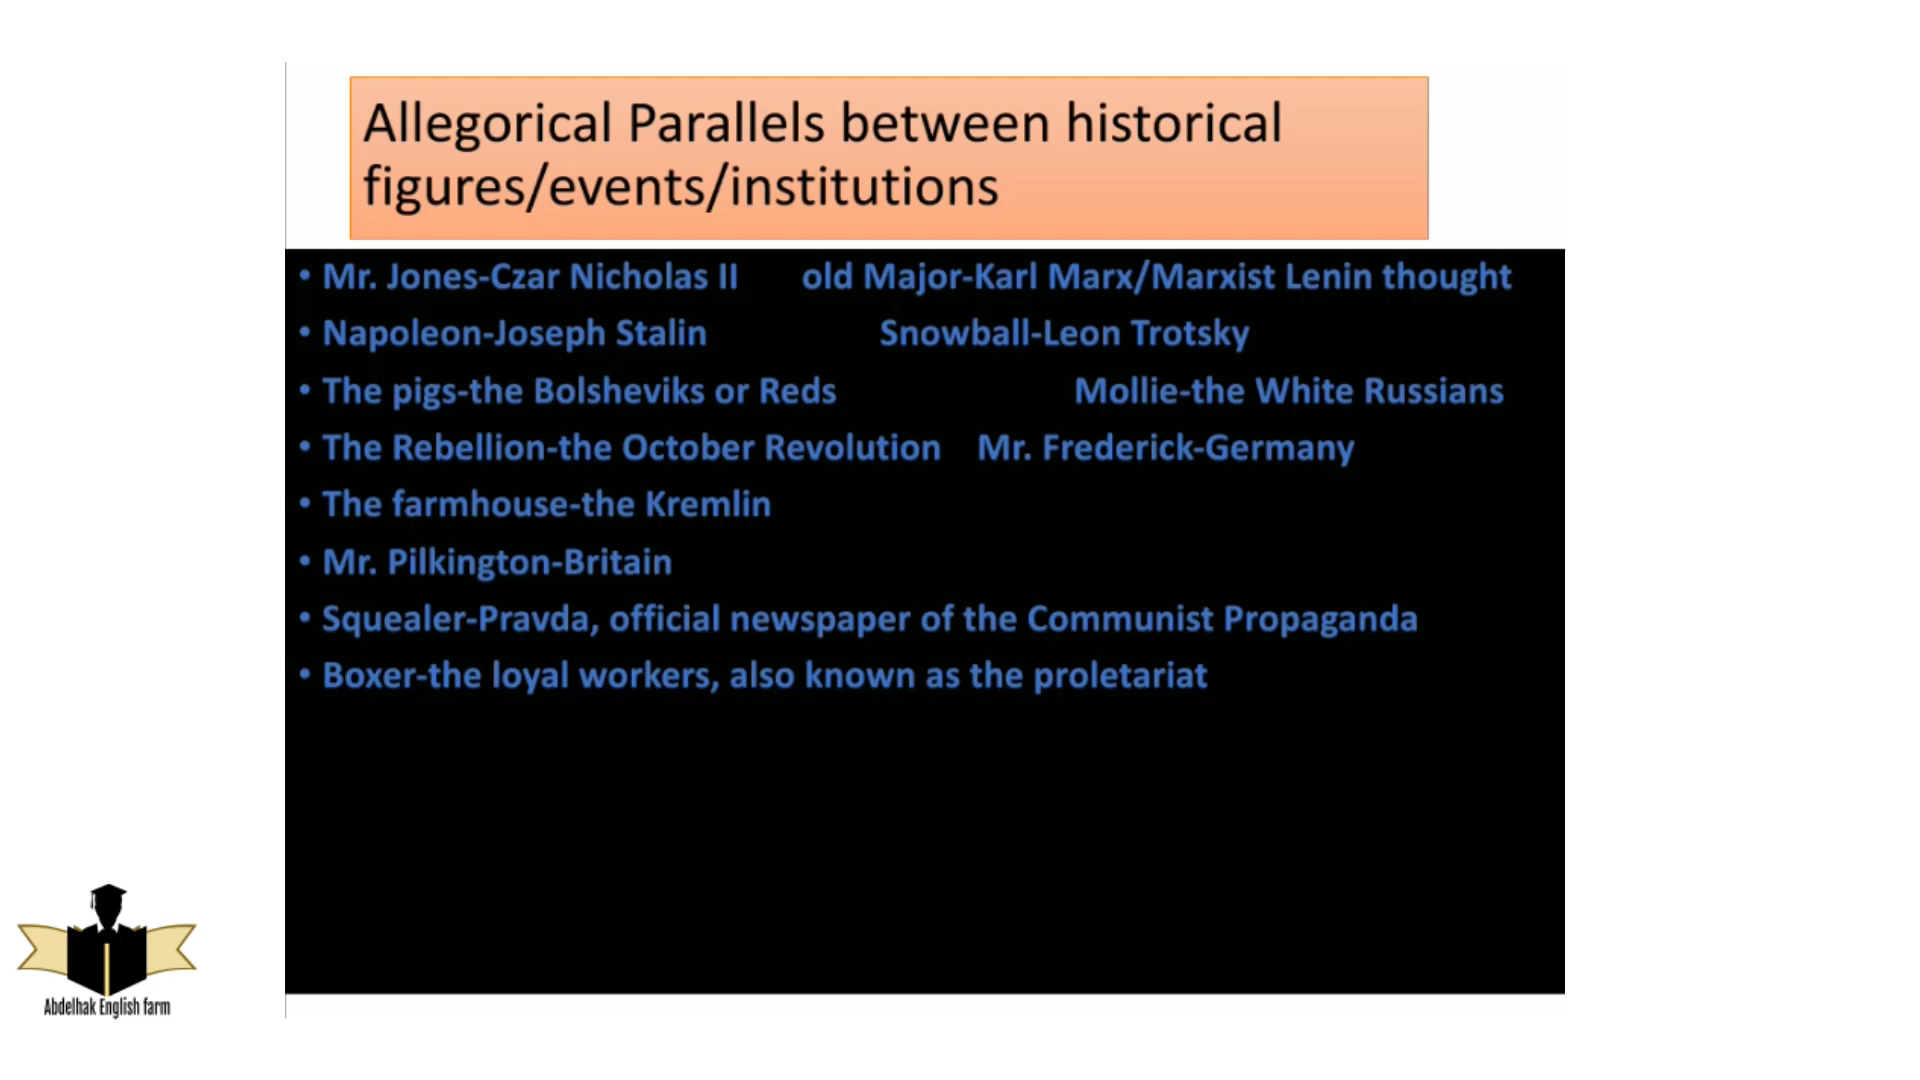 Allegorical Parallels between historical
figures/events/institutions
• Mr. Jones-Czar Nicholas II old Major-Karl Marx/Marxist Lenin thought
• Napoleon-Joseph Stalin Snowball-Leon Trotsky
• The pigs-the Bolsheviks or Reds Mollie-the White Russians
• The Rebellion-the October Revolution Mr. Frederick-Germany
• The farmhouse-the Kremlin
• Mr. Pilkington-Britain
• Squealer-Pravda, official newspaper of the Communist Propaganda
• Boxer-the loyal workers, also known as the proletariat
Abdelhak English farm